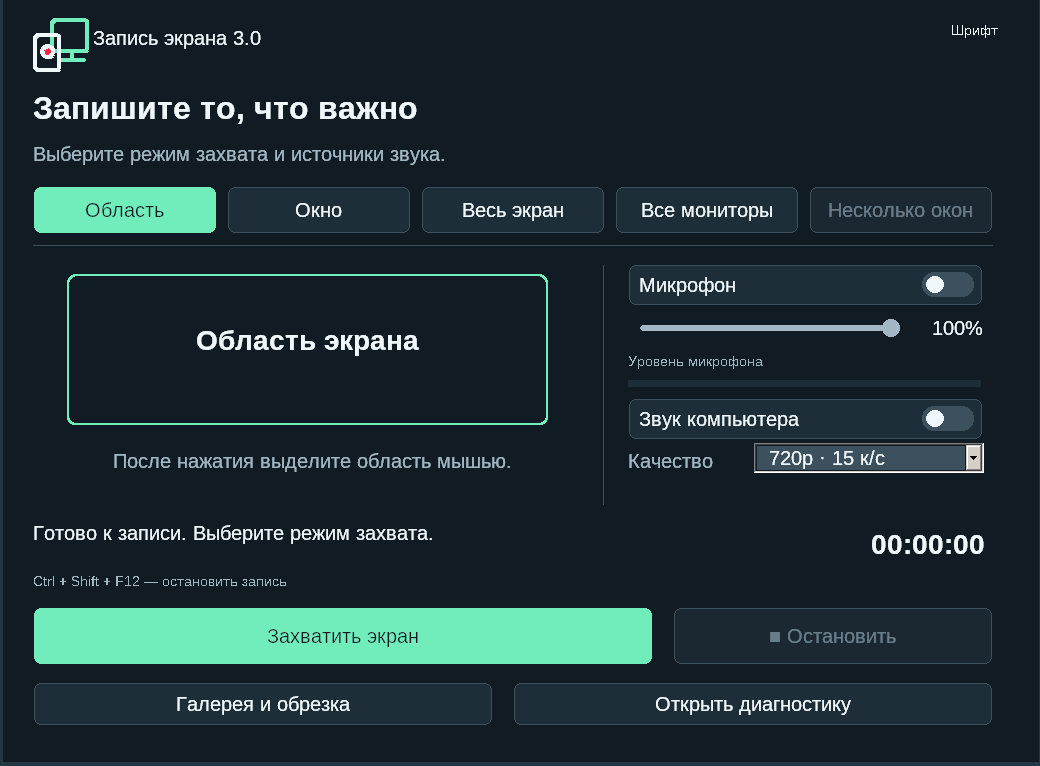 Запись экрана 3.0
Шрифт
Запишите то, что важно
Выберите режим захвата и источники звука.
Область
Окно
Весь экран
Все мониторы
Несколько окон
Область экрана
После нажатия выделите область мышью.
Микрофон
100%
Уровень микрофона
Звук компьютера
Качество
720p · 15 к/с
Готово к записи. Выберите режим захвата.
00:00:00
Ctrl + Shift + F12 — остановить запись
Захватить экран
■ Остановить
Галерея и обрезка
Открыть диагностику